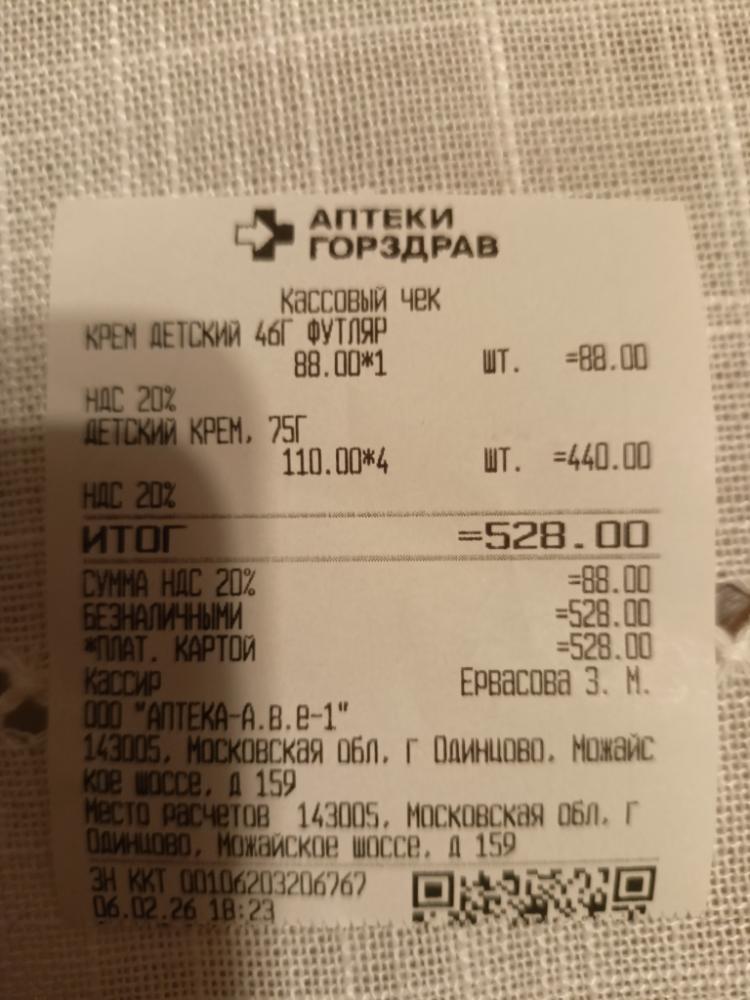 АПТЕКИ
ГОРЗДРАВ
Кассовый чек
КРЕМ ДЕТСКИЙ 46Г ФУТЛЯР
88.00*1 ШТ. =88.00
НДС 20%
ДЕТСКИЙ КРЕМ, 75Г
110.00*4 ШТ. =440.00
НДС 20%
ИТОГ =528.00
СУММА НДС 20% =88.00
БЕЗНАЛИЧНЫМИ =528.00
*ПЛАТ. КАРТОЙ =528.00
Кассир Ервасова З. М.
ООО "АПТЕКА-А.в.е-1"
143005, Московская обл, г Одинцово, Можайс
кое шоссе, д 159
Место расчетов 143005, Московская обл, г
Одинцово, Можайское шоссе, д 159
ЗН ККТ 00106203206767
06.02.26 18:23